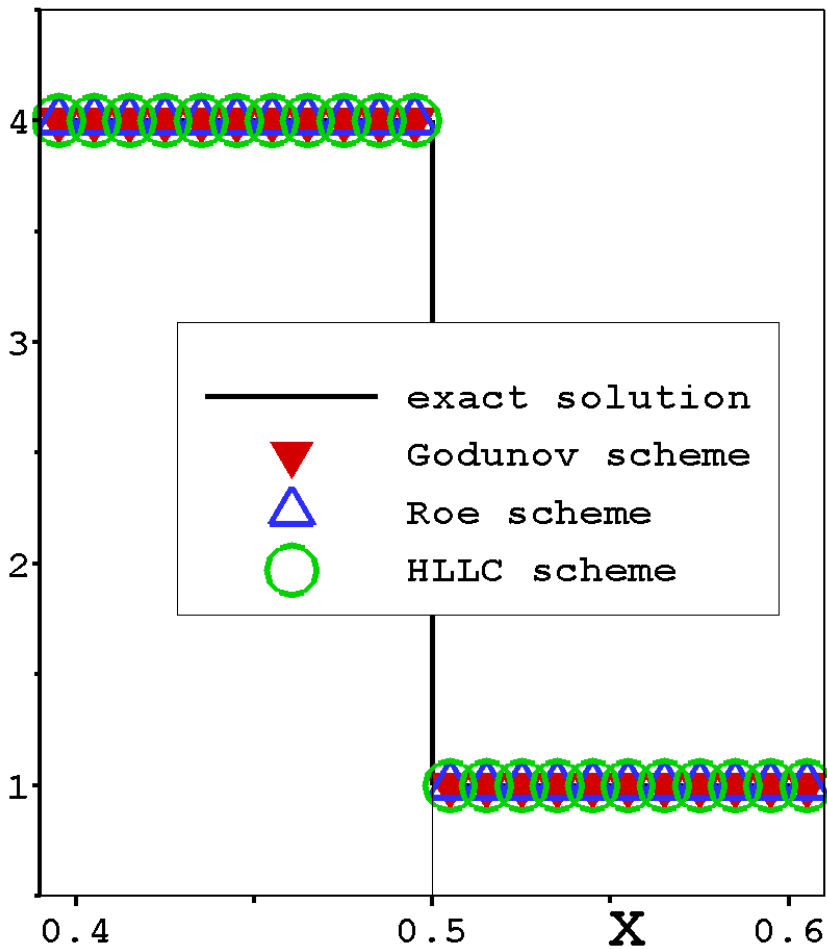 4
3
exact solution
Godunov scheme
Roe scheme
2
HLLC scheme
1
0.4 0.5 X 0.6